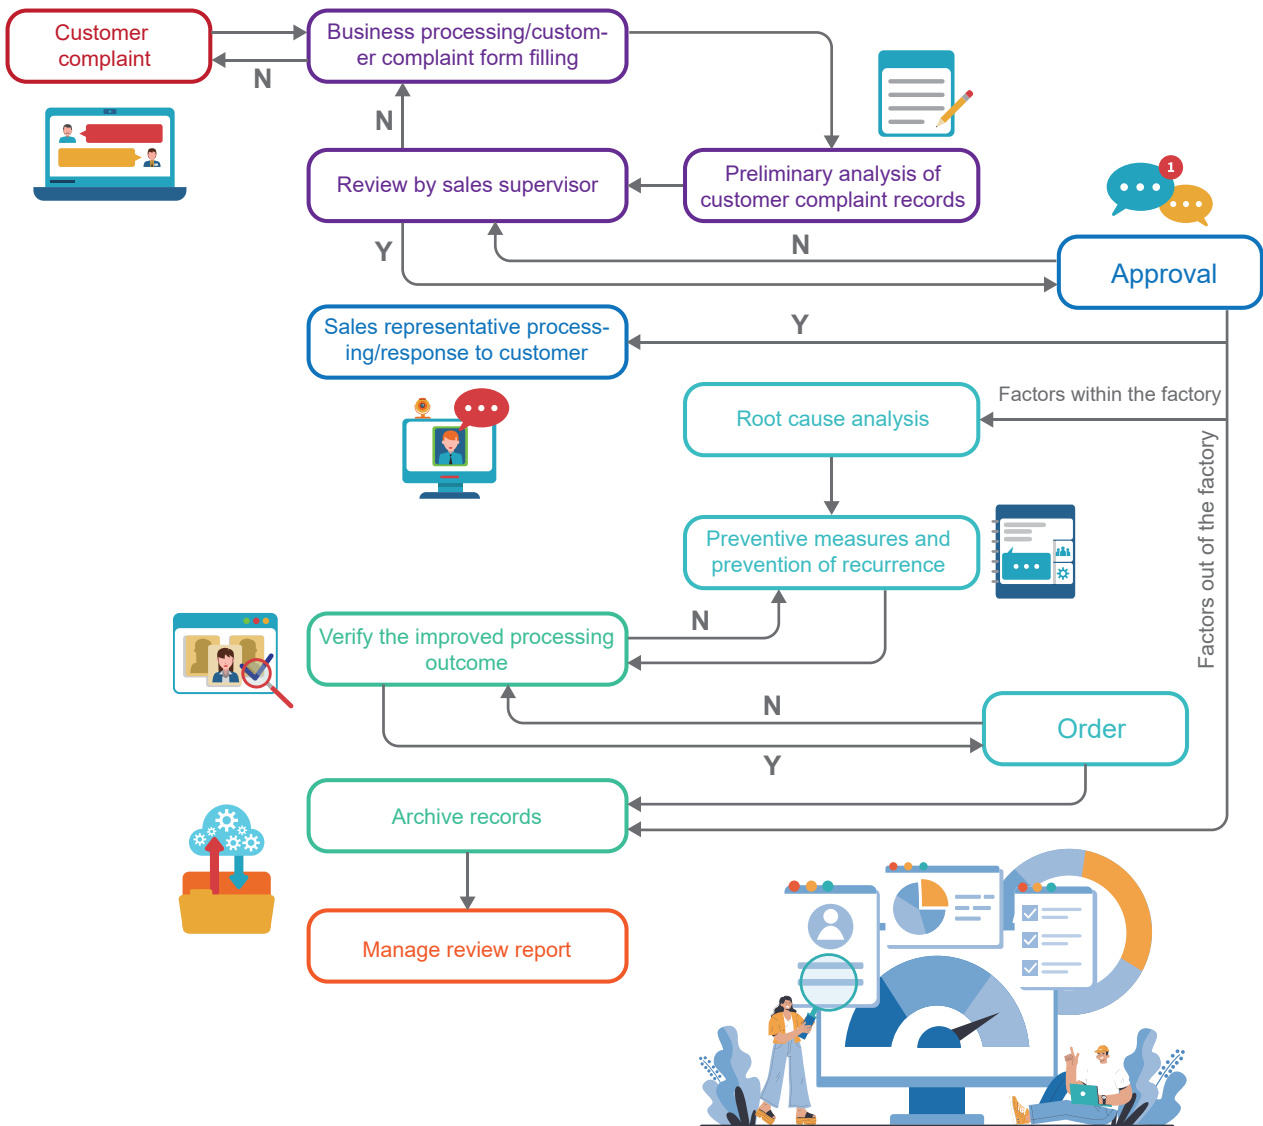 Customer
complaint
Business processing/custom-
er complaint form filling
N
N
Review by sales supervisor
Preliminary analysis of
customer complaint records
1
Y
N
Approval
Sales representative process-
ing/response to customer
Y
Factors within the factory
Root cause analysis
Factors out of the factory
Preventive measures and
prevention of recurrence
Verify the improved processing
outcome
N
N
Order
Y
Archive records
Manage review report